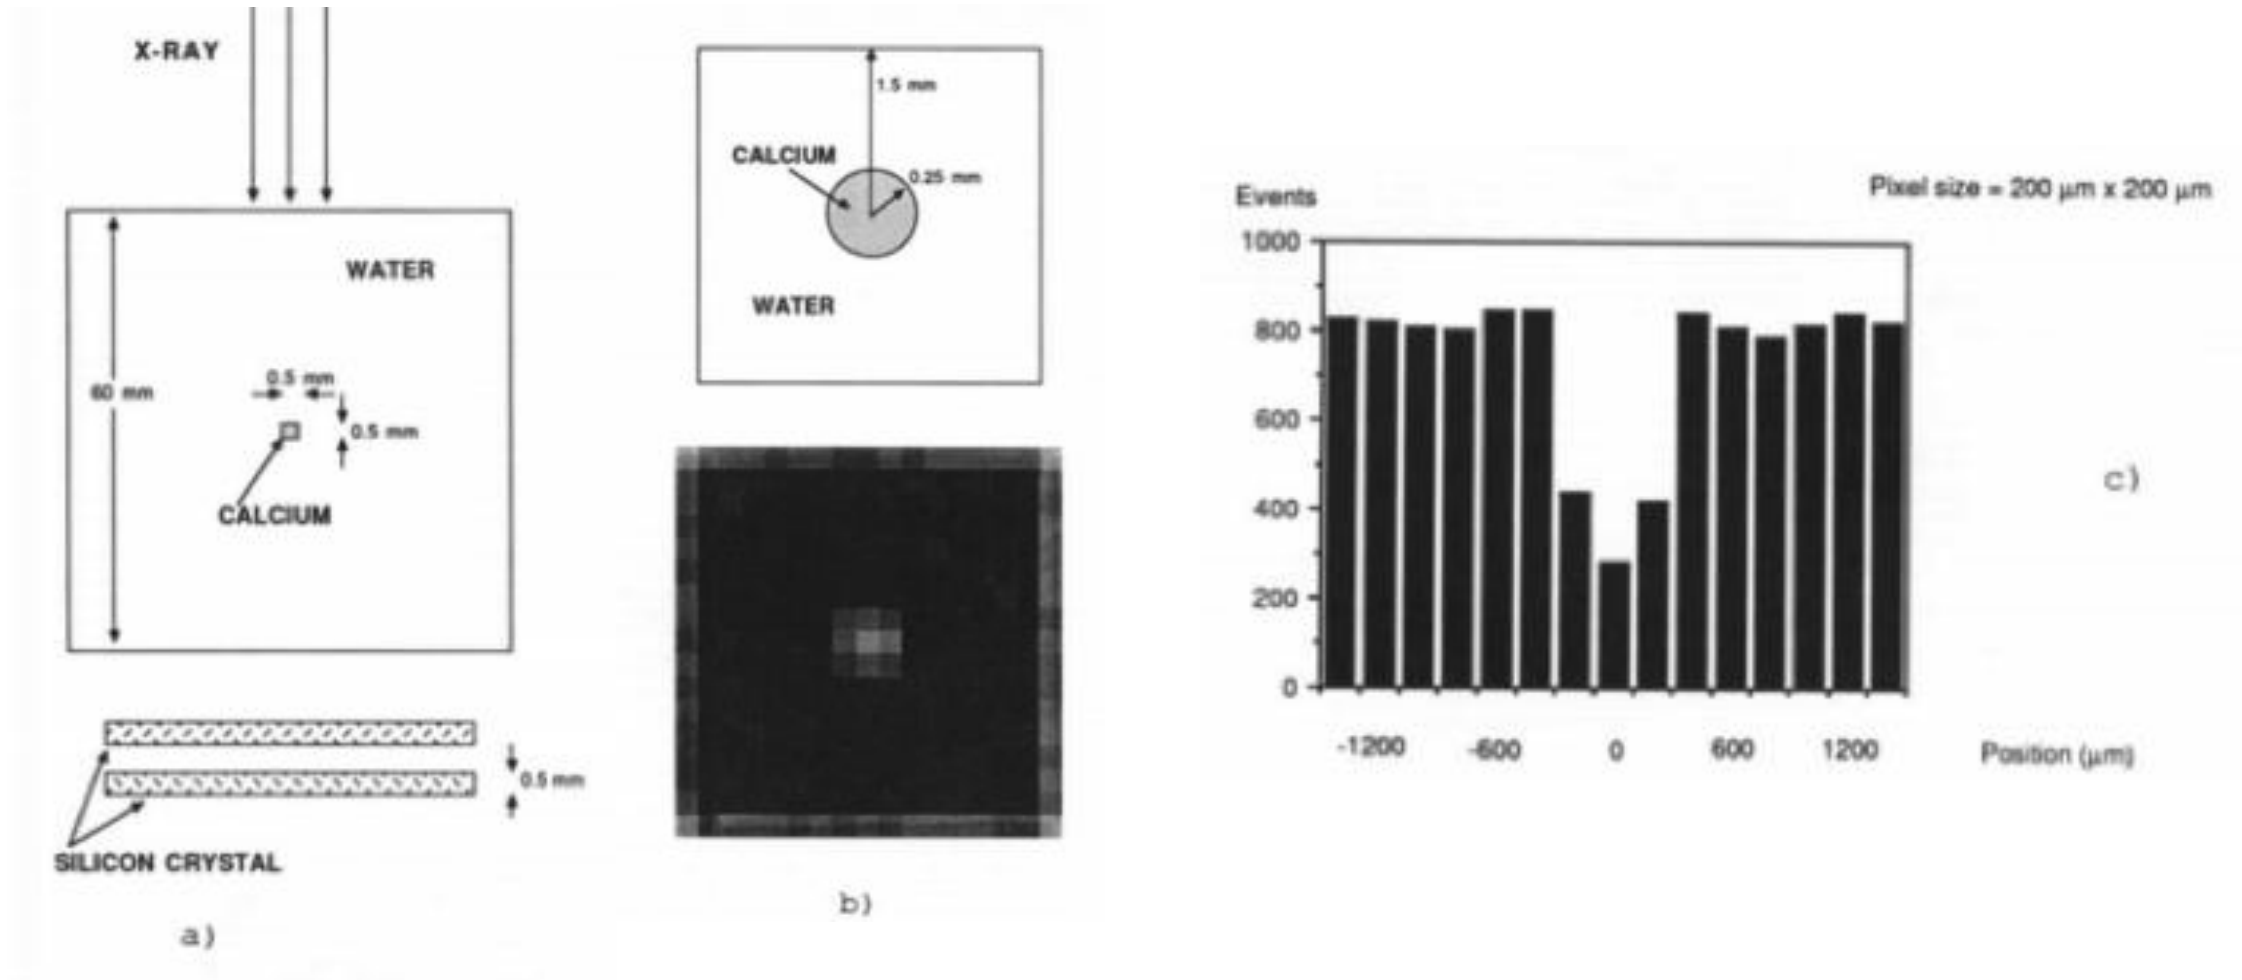 X-RAY
WATER
60 mm
0.5 mm
0.5 mm
CALCIUM
0.5 mm
SILICON CRYSTAL
a)
1.5 mm
CALCIUM
0.25 mm
WATER
b)
Pixel size = 200 μm x 200 μm
Events
1000
800
600
400
200
0
-1200 -600 0 600 1200
Position (μm)
c)